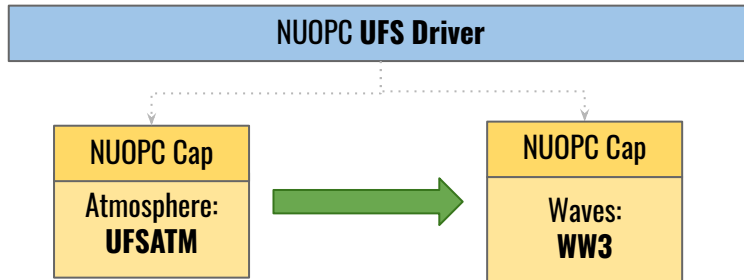 NUOPC UFS Driver
NUOPC Cap
Atmosphere:
UFSATM
NUOPC Cap
Waves:
WW3